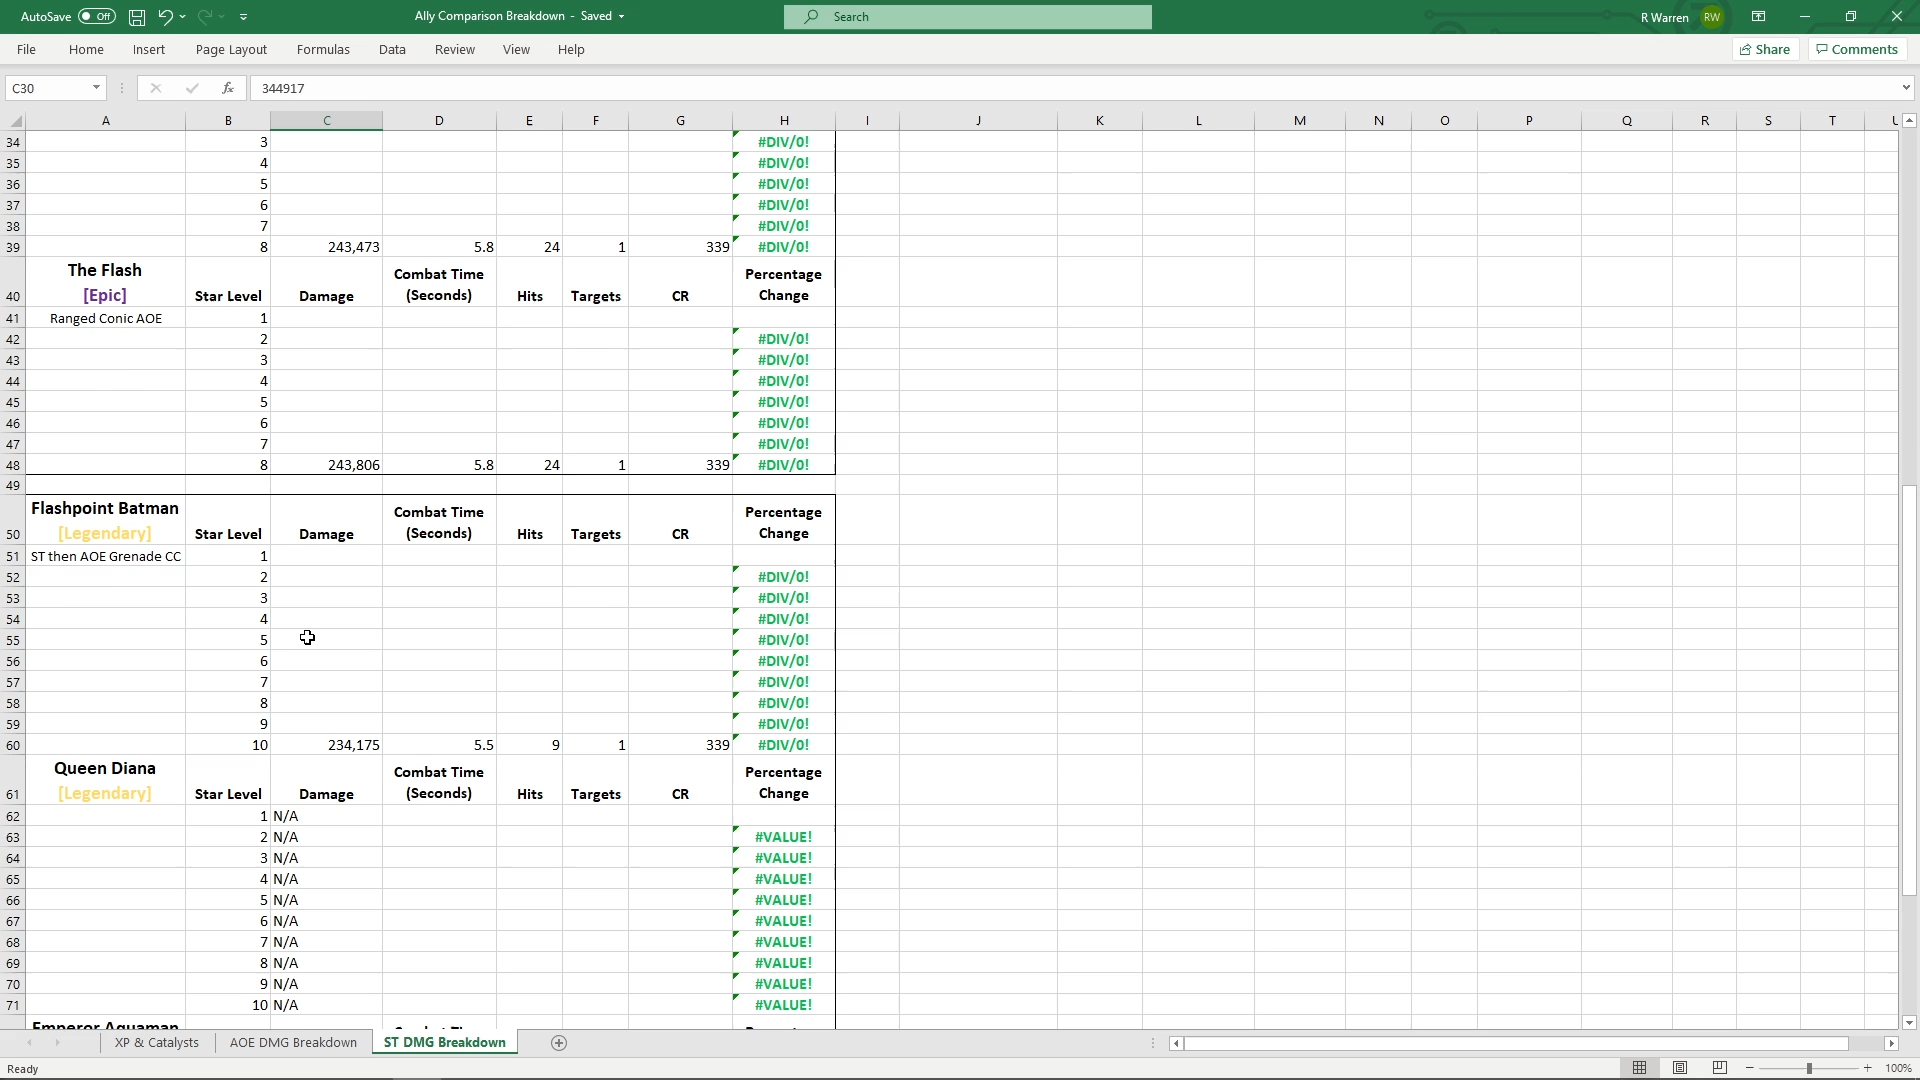 AutoSave Off Ally Comparison Breakdown - Saved Search R Warren RW
File Home Insert Page Layout Formulas Data Review View Help Share Comments
C30 fx 344917
A B C D E F G H I J K L M N O P Q R S T U
34 3 #DIV/0!
35 4 #DIV/0!
36 5 #DIV/0!
37 6 #DIV/0!
38 7 #DIV/0!
39 8 243,473 5.8 24 1 339 #DIV/0!
The Flash Combat Time Percentage
40 [Epic] Star Level Damage (Seconds) Hits Targets CR Change
41 Ranged Conic AOE 1
42 2 #DIV/0!
43 3 #DIV/0!
44 4 #DIV/0!
45 5 #DIV/0!
46 6 #DIV/0!
47 7 #DIV/0!
48 8 243,806 5.8 24 1 339 #DIV/0!
49
Flashpoint Batman Combat Time Percentage
50 [Legendary] Star Level Damage (Seconds) Hits Targets CR Change
51 ST then AOE Grenade CC 1
52 2 #DIV/0!
53 3 #DIV/0!
54 4 #DIV/0!
55 5 #DIV/0!
56 6 #DIV/0!
57 7 #DIV/0!
58 8 #DIV/0!
59 9 #DIV/0!
60 10 234,175 5.5 9 1 339 #DIV/0!
Queen Diana Combat Time Percentage
61 [Legendary] Star Level Damage (Seconds) Hits Targets CR Change
62 1 N/A
63 2 N/A #VALUE!
64 3 N/A #VALUE!
65 4 N/A #VALUE!
66 5 N/A #VALUE!
67 6 N/A #VALUE!
68 7 N/A #VALUE!
69 8 N/A #VALUE!
70 9 N/A #VALUE!
71 10 N/A #VALUE!
Emperor Aquaman Combat Time Percentage
XP & Catalysts AOE DMG Breakdown ST DMG Breakdown
Ready 100%